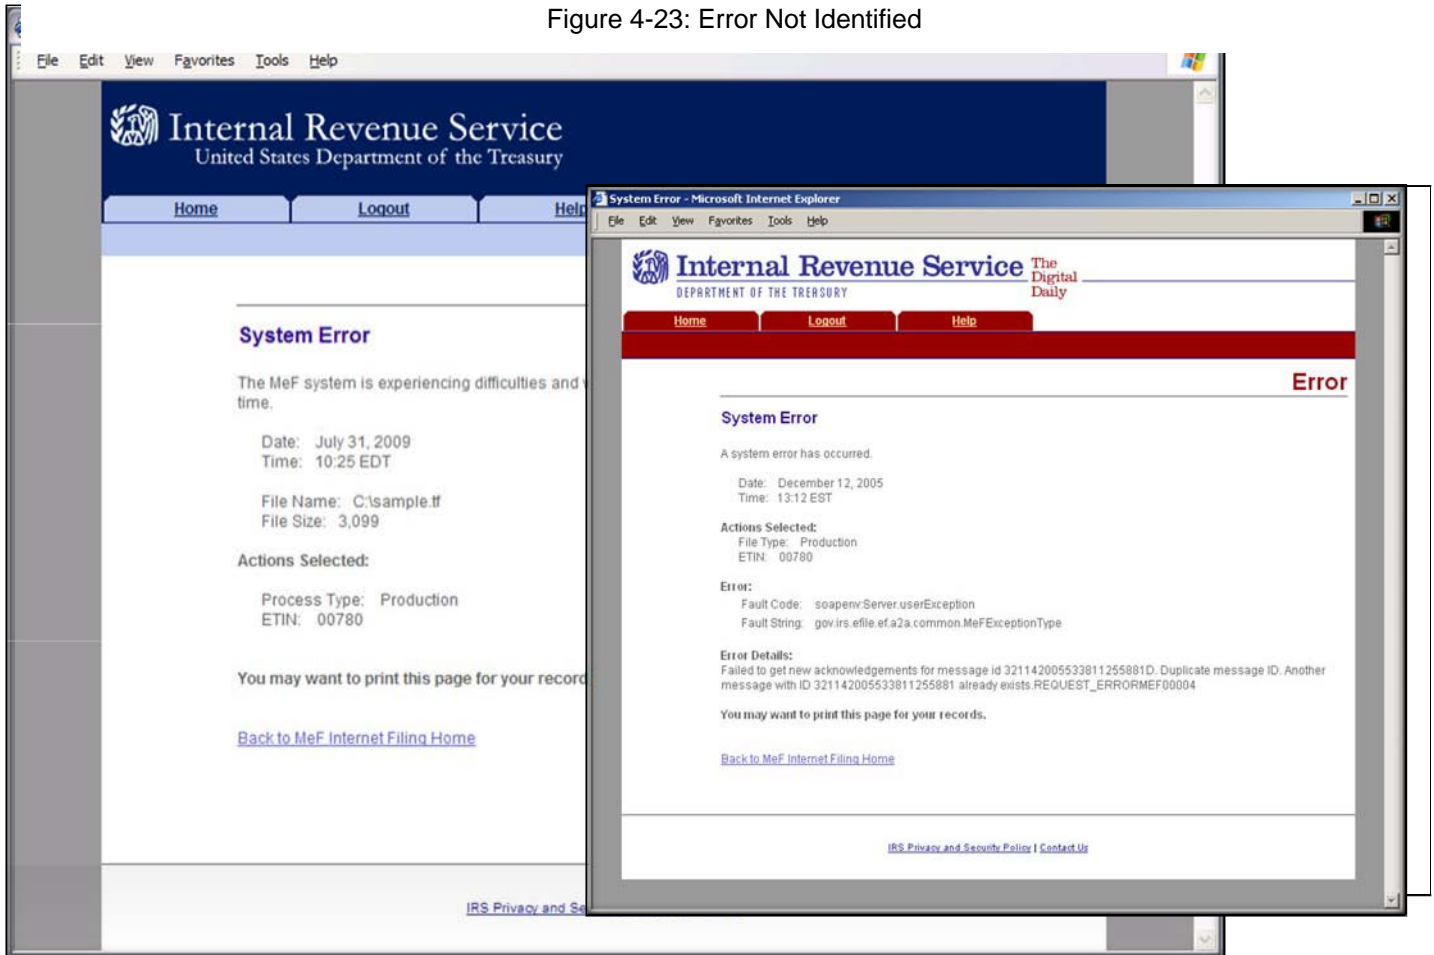 Figure 4-23: Error Not Identified
File Edit View Favorites Tools Help
Internal Revenue Service
United States Department of the Treasury
Home Logout Help
System Error
The MeF system is experiencing difficulties and
time.
Date: July 31, 2009
Time: 10:25 EDT
File Name: C:\sample.tf
File Size: 3,099
Actions Selected:
Process Type: Production
ETIN: 00780
You may want to print this page for your record
Back to MeF Internet Filing Home
IRS Privacy and Se
System Error - Microsoft Internet Explorer
File Edit View Favorites Tools Help
Internal Revenue Service
DEPARTMENT OF THE TREASURY
The
Digital
Daily
Home Logout Help
Error
System Error
A system error has occurred.
Date: December 12, 2005
Time: 13:12 EST
Actions Selected:
File Type: Production
ETIN: 00780
Error:
Fault Code: soapenv:Server.userException
Fault String: gov.irs.efile.ef.a2a.common.MeFExceptionType
Error Details:
Failed to get new acknowledgements for message id 321142005533811255881D. Duplicate message ID. Another
message with ID 321142005533811255881 already exists.REQUEST_ERRORMEF00004
You may want to print this page for your records.
Back to MeF Internet Filing Home
IRS Privacy and Security Policy | Contact Us